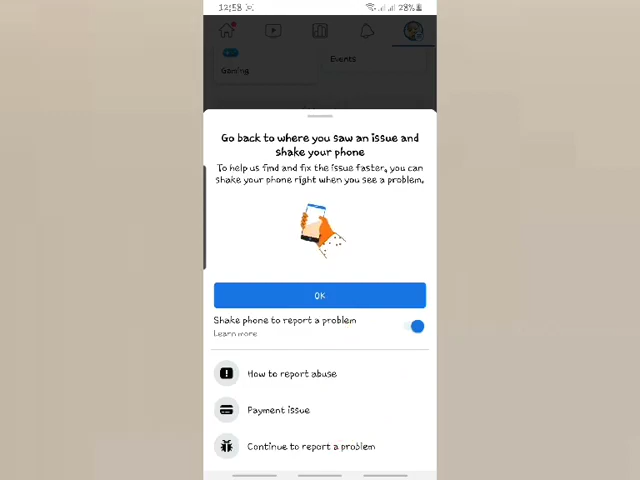 12:58
28%
Gaming
Events
Go back to where you saw an issue and
shake your phone
To help us find and fix the issue faster, you can
shake your phone right when you see a problem.
OK
Shake phone to report a problem
Learn more
How to report abuse
Payment issue
Continue to report a problem